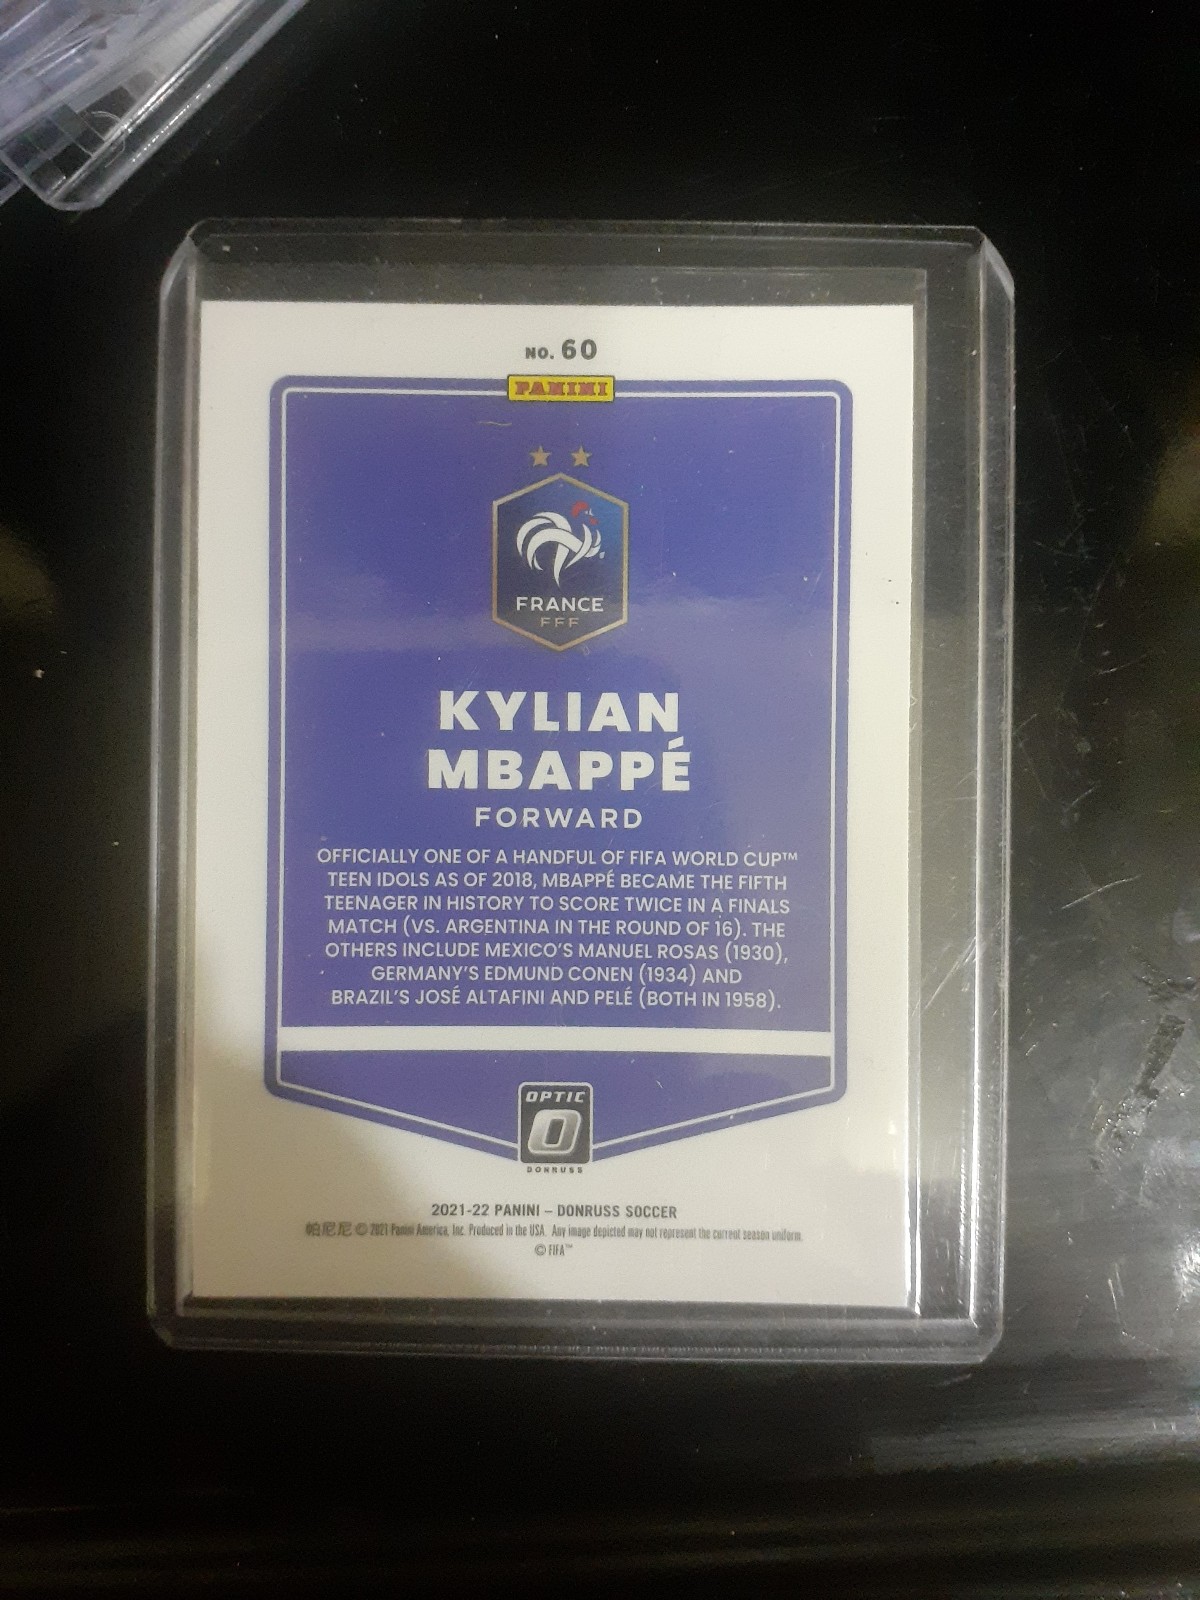 NO. 60
PANINI
FRANCE
FFF
KYLIAN
MBAPPÉ
FORWARD
OFFICIALLY ONE OF A HANDFUL OF FIFA WORLD CUP™
TEEN IDOLS AS OF 2018, MBAPPÉ BECAME THE FIFTH
TEENAGER IN HISTORY TO SCORE TWICE IN A FINALS
MATCH (VS. ARGENTINA IN THE ROUND OF 16). THE
OTHERS INCLUDE MEXICO'S MANUEL ROSAS (1930),
GERMANY'S EDMUND CONEN (1934) AND
BRAZIL'S JOSÉ ALTAFINI AND PELÉ (BOTH IN 1958).
OPTIC
O
DONRUSS
2021-22 PANINI – DONRUSS SOCCER
帕尼尼 © 2021 Panini America, Inc. Produced in the USA. Any image depicted may not represent the current season uniform.
© FIFA™